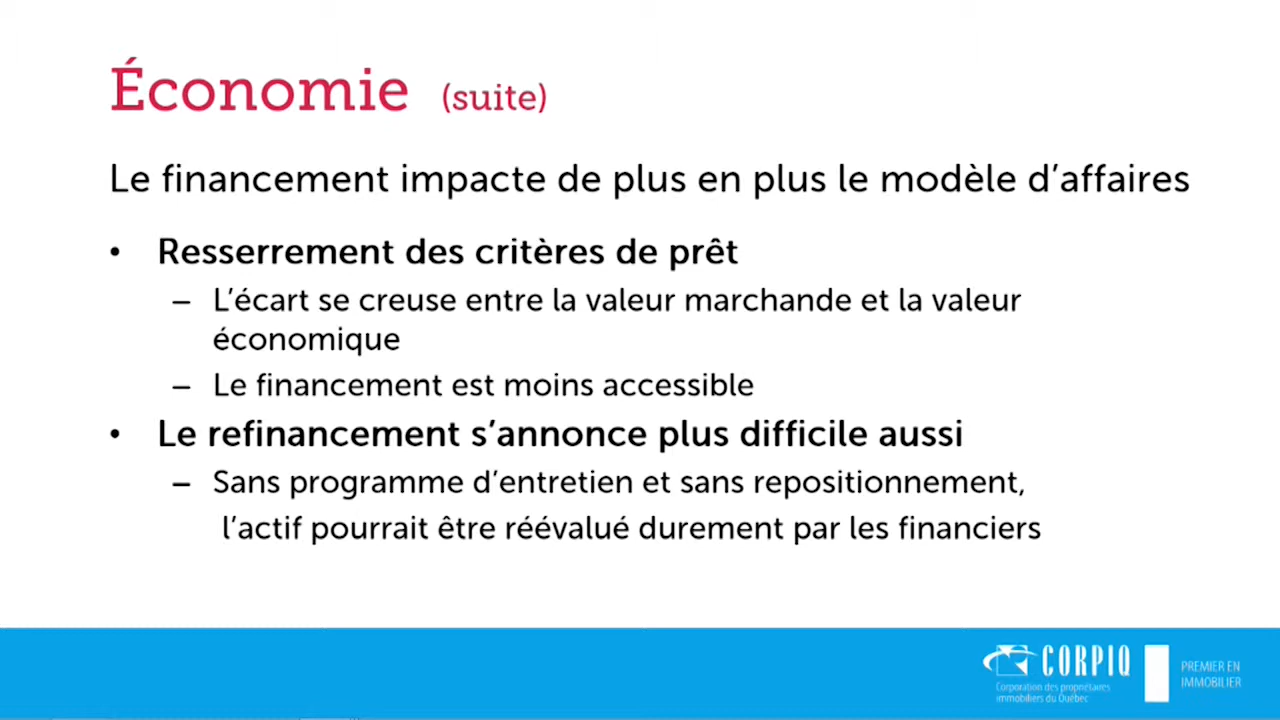 Économie (suite)
Le financement impacte de plus en plus le modèle d’affaires
• Resserrement des critères de prêt
– L’écart se creuse entre la valeur marchande et la valeur
économique
– Le financement est moins accessible
• Le refinancement s’annonce plus difficile aussi
– Sans programme d’entretien et sans repositionnement,
l’actif pourrait être réévalué durement par les financiers
CORPIQ
Corporation des propriétaires
immobiliers du Québec
PREMIER EN
IMMOBILIER